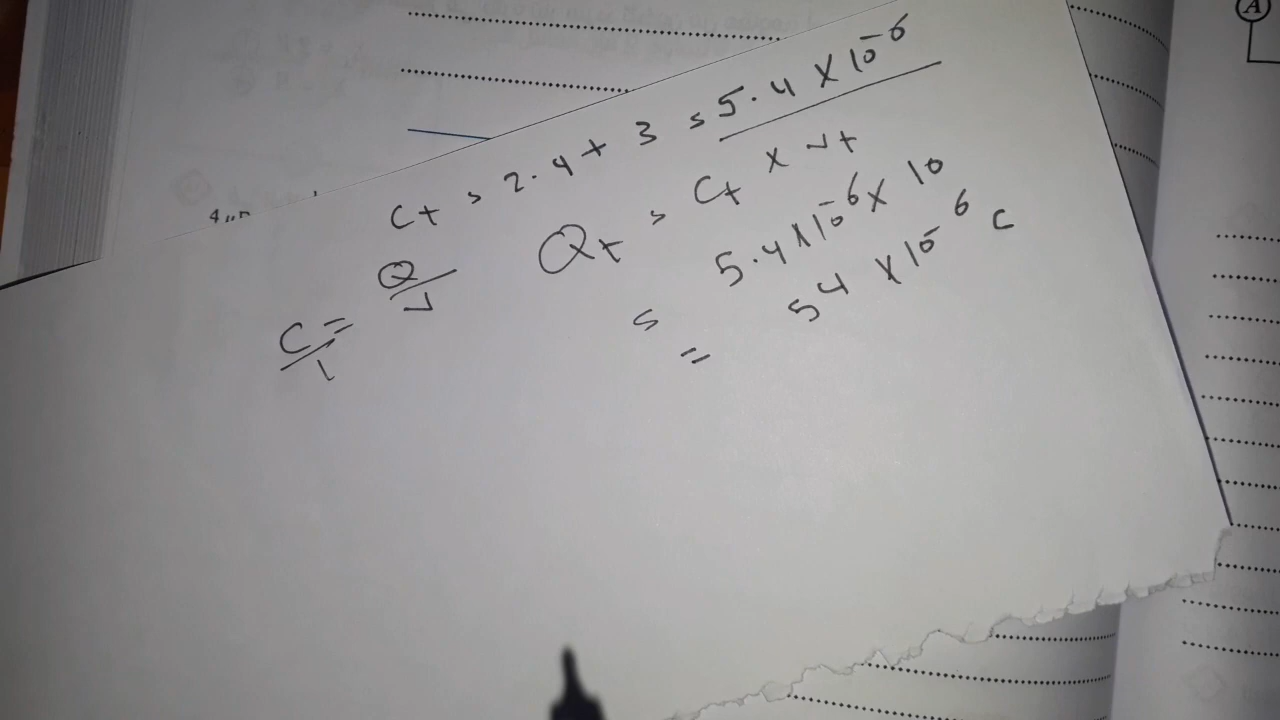 Ct = 2.4 + 3 = 5.4 × 10⁻⁶
C/1 = Q/V
Qt = Ct × Vt
= 5.4 × 10⁻⁶ × 10
= 54 × 10⁻⁶ C
A